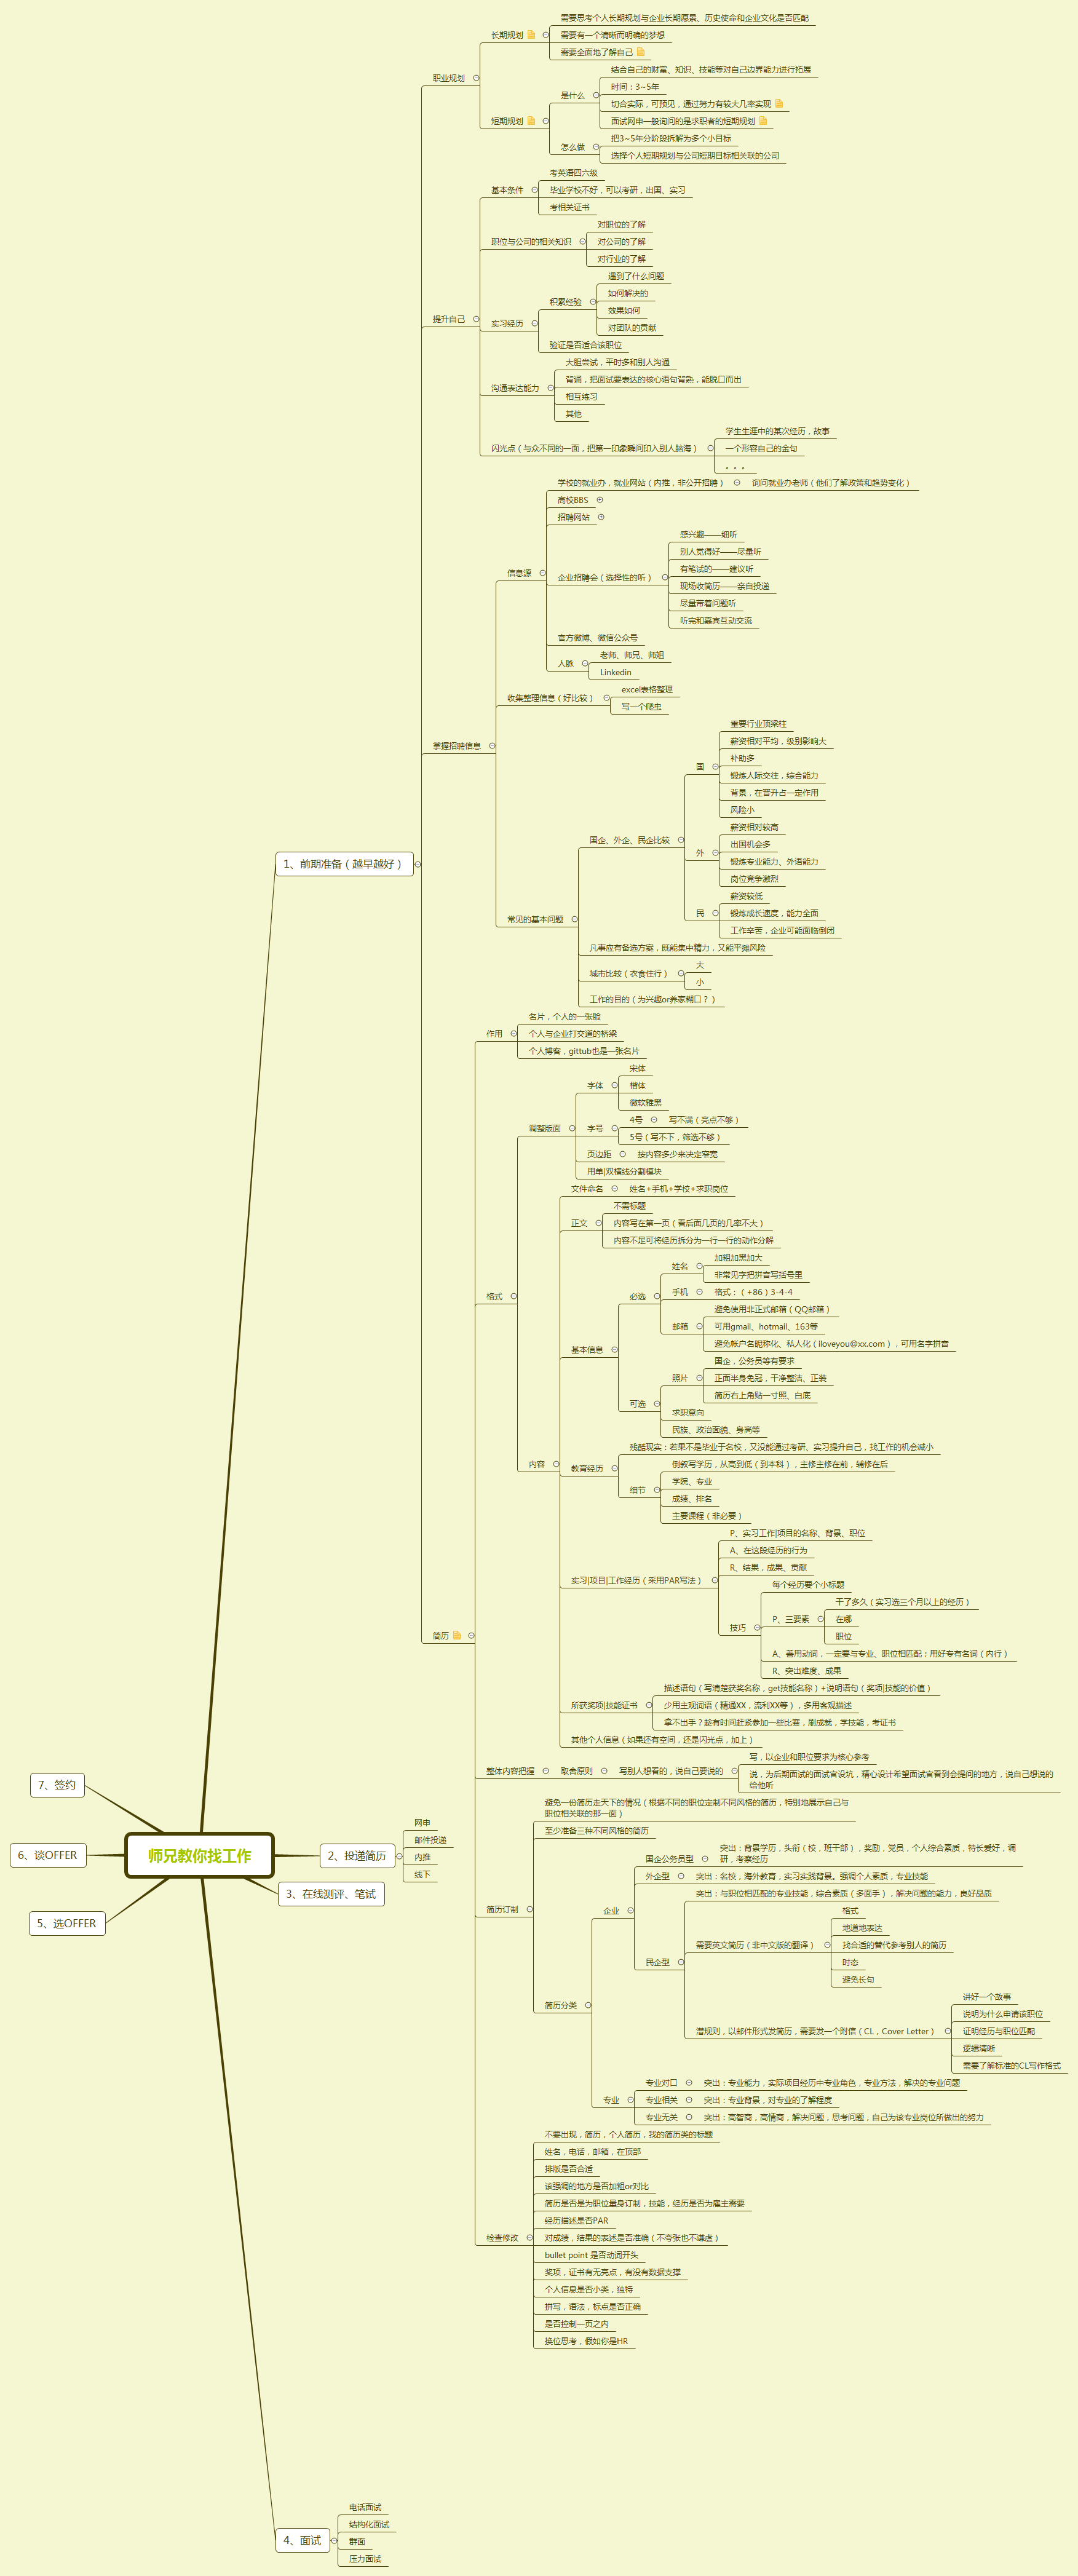 师兄教你找工作
1、前期准备（越早越好）
职业规划
长期规划
需要思考个人长期规划与企业长期愿景、历史使命和企业文化是否匹配
需要有一个清晰而明确的梦想
需要全面地了解自己
短期规划
是什么
结合自己的财富、知识、技能等对自己边界能力进行拓展
时间：3~5年
切合实际，可预见，通过努力有较大几率实现
面试网申一般询问的是求职者的短期规划
怎么做
把3~5年分阶段拆解为多个小目标
选择个人短期规划与公司短期目标相关联的公司
提升自己
基本条件
考英语四六级
毕业学校不好，可以考研，出国、实习
考相关证书
职位与公司的相关知识
对职位的了解
对公司的了解
对行业的了解
实习经历
积累经验
遇到了什么问题
如何解决的
效果如何
对团队的贡献
验证是否适合该职位
沟通表达能力
大胆尝试，平时多和别人沟通
背诵，把面试要表达的核心语句背熟，能脱口而出
相互练习
其他
闪光点（与众不同的一面，把第一印象瞬间印入别人脑海）
学生生涯中的某次经历，故事
一个形容自己的金句
。。。
掌握招聘信息
信息源
学校的就业办，就业网站（内推，非公开招聘）
询问就业办老师（他们了解政策和趋势变化）
高校BBS
招聘网站
企业招聘会（选择性的听）
感兴趣——细听
别人觉得好——尽量听
有笔试的——建议听
现场收简历——亲自投递
尽量带着问题听
听完和嘉宾互动交流
官方微博、微信公众号
人脉
老师、师兄、师姐
Linkedin
收集整理信息（好比较）
excel表格整理
写一个爬虫
常见的基本问题
国企、外企、民企比较
国
重要行业顶梁柱
薪资相对平均，级别影响大
补助多
锻炼人际交往，综合能力
背景，在晋升占一定作用
风险小
外
薪资相对较高
出国机会多
锻炼专业能力、外语能力
岗位竞争激烈
民
薪资较低
锻炼成长速度，能力全面
工作辛苦，企业可能面临倒闭
凡事应有备选方案，既能集中精力，又能平摊风险
城市比较（衣食住行）
大
小
工作的目的（为兴趣or养家糊口？）
简历
作用
名片，个人的一张脸
个人与企业打交道的桥梁
个人博客，gittub也是一张名片
格式
调整版面
字体
宋体
楷体
微软雅黑
字号
4号
写不满（亮点不够）
5号（写不下，筛选不够）
页边距
按内容多少来决定窄宽
用单|双横线分割模块
内容
文件命名
姓名+手机+学校+求职岗位
正文
不需标题
内容写在第一页（看后面几页的几率不大）
内容不足可将经历拆分为一行一行的动作分解
基本信息
必选
姓名
加粗加黑加大
非常见字把拼音写括号里
手机
格式：（+86）3-4-4
邮箱
避免使用非正式邮箱（QQ邮箱）
可用gmail、hotmail、163等
避免帐户名昵称化、私人化（iloveyou@xx.com），可用名字拼音
可选
照片
国企，公务员等有要求
正面半身免冠，干净整洁、正装
简历右上角贴一寸照、白底
求职意向
民族、政治面貌、身高等
教育经历
残酷现实：若果不是毕业于名校，又没能通过考研、实习提升自己，找工作的机会减小
细节
倒叙写学历，从高到低（到本科），主修主修在前，辅修在后
学院、专业
成绩、排名
主要课程（非必要）
实习|项目|工作经历（采用PAR写法）
P、实习工作|项目的名称、背景、职位
A、在这段经历的行为
R、结果，成果、贡献
技巧
每个经历要个小标题
P、三要素
干了多久（实习选三个月以上的经历）
在哪
职位
A、善用动词，一定要与专业、职位相匹配；用好专有名词（内行）
R、突出难度、成果
所获奖项|技能证书
描述语句（写清楚获奖名称，get技能名称）+说明语句（奖项|技能的价值）
少用主观词语（精通XX，流利XX等），多用客观描述
拿不出手？趁有时间赶紧参加一些比赛，刷成就，学技能，考证书
其他个人信息（如果还有空间，还是闪光点，加上）
整体内容把握
取舍原则
写别人想看的，说自己要说的
写，以企业和职位要求为核心参考
说，为后期面试的面试官设坑，精心设计希望面试官看到会提问的地方，说自己想说的
给他听
简历订制
避免一份简历走天下的情况（根据不同的职位定制不同风格的简历，特别地展示自己与
职位相关联的那一面）
至少准备三种不同风格的简历
简历分类
企业
国企公务员型
突出：背景学历，头衔（校，班干部），奖励，党员，个人综合素质，特长爱好，调
研，考察经历
外企型
突出：名校，海外教育，实习实践背景。强调个人素质，专业技能
民企型
突出：与职位相匹配的专业技能，综合素质（多面手），解决问题的能力，良好品质
需要英文简历（非中文版的翻译）
格式
地道地表达
找合适的替代参考别人的简历
时态
避免长句
潜规则，以邮件形式发简历，需要发一个附信（CL，Cover Letter）
讲好一个故事
说明为什么申请该职位
证明经历与职位匹配
逻辑清晰
需要了解标准的CL写作格式
专业
专业对口
突出：专业能力，实际项目经历中专业角色，专业方法，解决的专业问题
专业相关
突出：专业背景，对专业的了解程度
专业无关
突出：高智商，高情商，解决问题，思考问题，自己为该专业岗位所做出的努力
检查修改
不要出现，简历，个人简历，我的简历类的标题
姓名，电话，邮箱，在顶部
排版是否合适
该强调的地方是否加粗or对比
简历是否是为职位量身订制，技能，经历是否为雇主需要
经历描述是否PAR
对成绩，结果的表述是否准确（不夸张也不谦虚）
bullet point 是否动词开头
奖项，证书有无亮点，有没有数据支撑
个人信息是否小类，独特
拼写，语法，标点是否正确
是否控制一页之内
换位思考，假如你是HR
2、投递简历
网申
邮件投递
内推
线下
3、在线测评、笔试
4、面试
电话面试
结构化面试
群面
压力面试
5、选OFFER
6、谈OFFER
7、签约